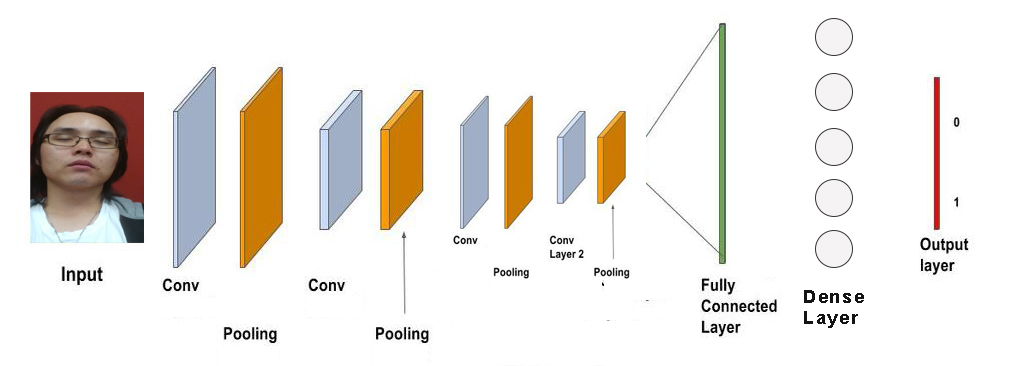 Input
Conv
Pooling
Conv
Pooling
Conv
Pooling
Conv
Layer 2
Pooling
Fully
Connected
Layer
Dense
Layer
0
1
Output
layer